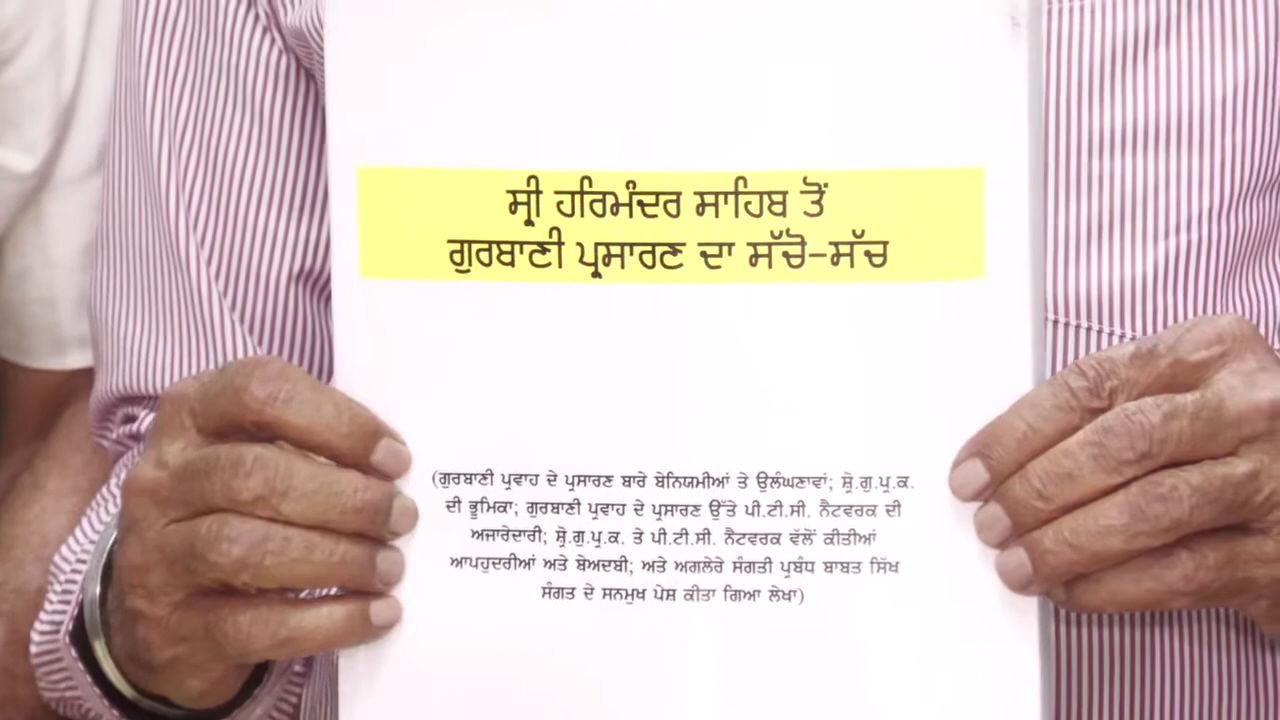 ਸ੍ਰੀ ਹਰਿਮੰਦਰ ਸਾਹਿਬ ਤੋਂ
ਗੁਰਬਾਣੀ ਪ੍ਰਸਾਰਣ ਦਾ ਸੱਚੋ-ਸੱਚ
(ਗੁਰਬਾਣੀ ਪ੍ਰਵਾਹ ਦੇ ਪ੍ਰਸਾਰਣ ਬਾਰੇ ਬੇਨਿਯਮੀਆਂ ਤੇ ਉਲੰਘਣਾਵਾਂ; ਸ਼੍ਰੋ.ਗੁ.ਪ੍ਰ.ਕ.
ਦੀ ਭੂਮਿਕਾ; ਗੁਰਬਾਣੀ ਪ੍ਰਵਾਹ ਦੇ ਪ੍ਰਸਾਰਣ ਉੱਤੇ ਪੀ.ਟੀ.ਸੀ. ਨੈਟਵਰਕ ਦੀ
ਅਜਾਰੇਦਾਰੀ; ਸ਼੍ਰੋ.ਗੁ.ਪ੍ਰ.ਕ. ਤੇ ਪੀ.ਟੀ.ਸੀ. ਨੈਟਵਰਕ ਵੱਲੋਂ ਕੀਤੀਆਂ
ਆਪਹੁਦਰੀਆਂ ਅਤੇ ਬੇਅਦਬੀ; ਅਤੇ ਅਗਲੇਰੇ ਸੰਗਤੀ ਪ੍ਰਬੰਧ ਬਾਬਤ ਸਿੱਖ
ਸੰਗਤ ਦੇ ਸਨਮੁਖ ਪੇਸ਼ ਕੀਤਾ ਗਿਆ ਲੇਖਾ)